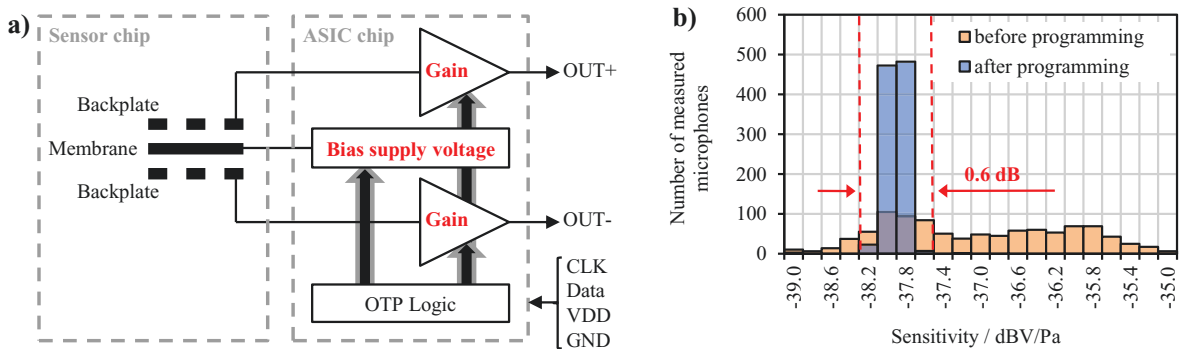 a)
Sensor chip
ASIC chip
Gain
OUT+
Backplate
Membrane
Bias supply voltage
Backplate
Gain
OUT-
OTP Logic
CLK
Data
VDD
GND
b)
Number of measured
microphones
600
500
400
300
200
100
0
before programming
after programming
0.6 dB
-39.0
-38.6
-38.2
-37.8
-37.4
-37.0
-36.6
-36.2
-35.8
-35.4
-35.0
Sensitivity / dBV/Pa